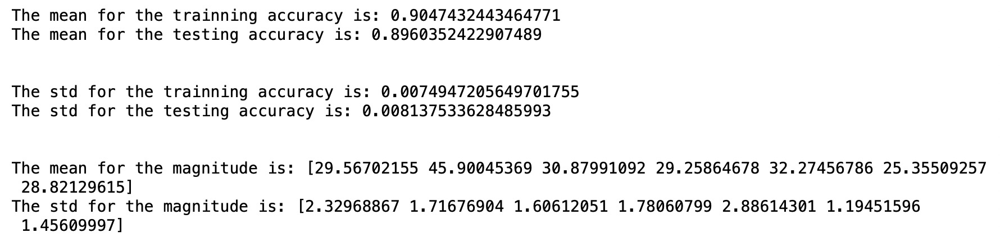 The mean for the trainning accuracy is: 0.9047432443464771
The mean for the testing accuracy is: 0.8960352422907489
The std for the trainning accuracy is: 0.0074947205649701755
The std for the testing accuracy is: 0.008137533628485993
The mean for the magnitude is: [29.56702155 45.90045369 30.87991092 29.25864678 32.27456786 25.35509257
28.82129615]
The std for the magnitude is: [2.32968867 1.71676904 1.60612051 1.78060799 2.88614301 1.19451596
1.45609997]